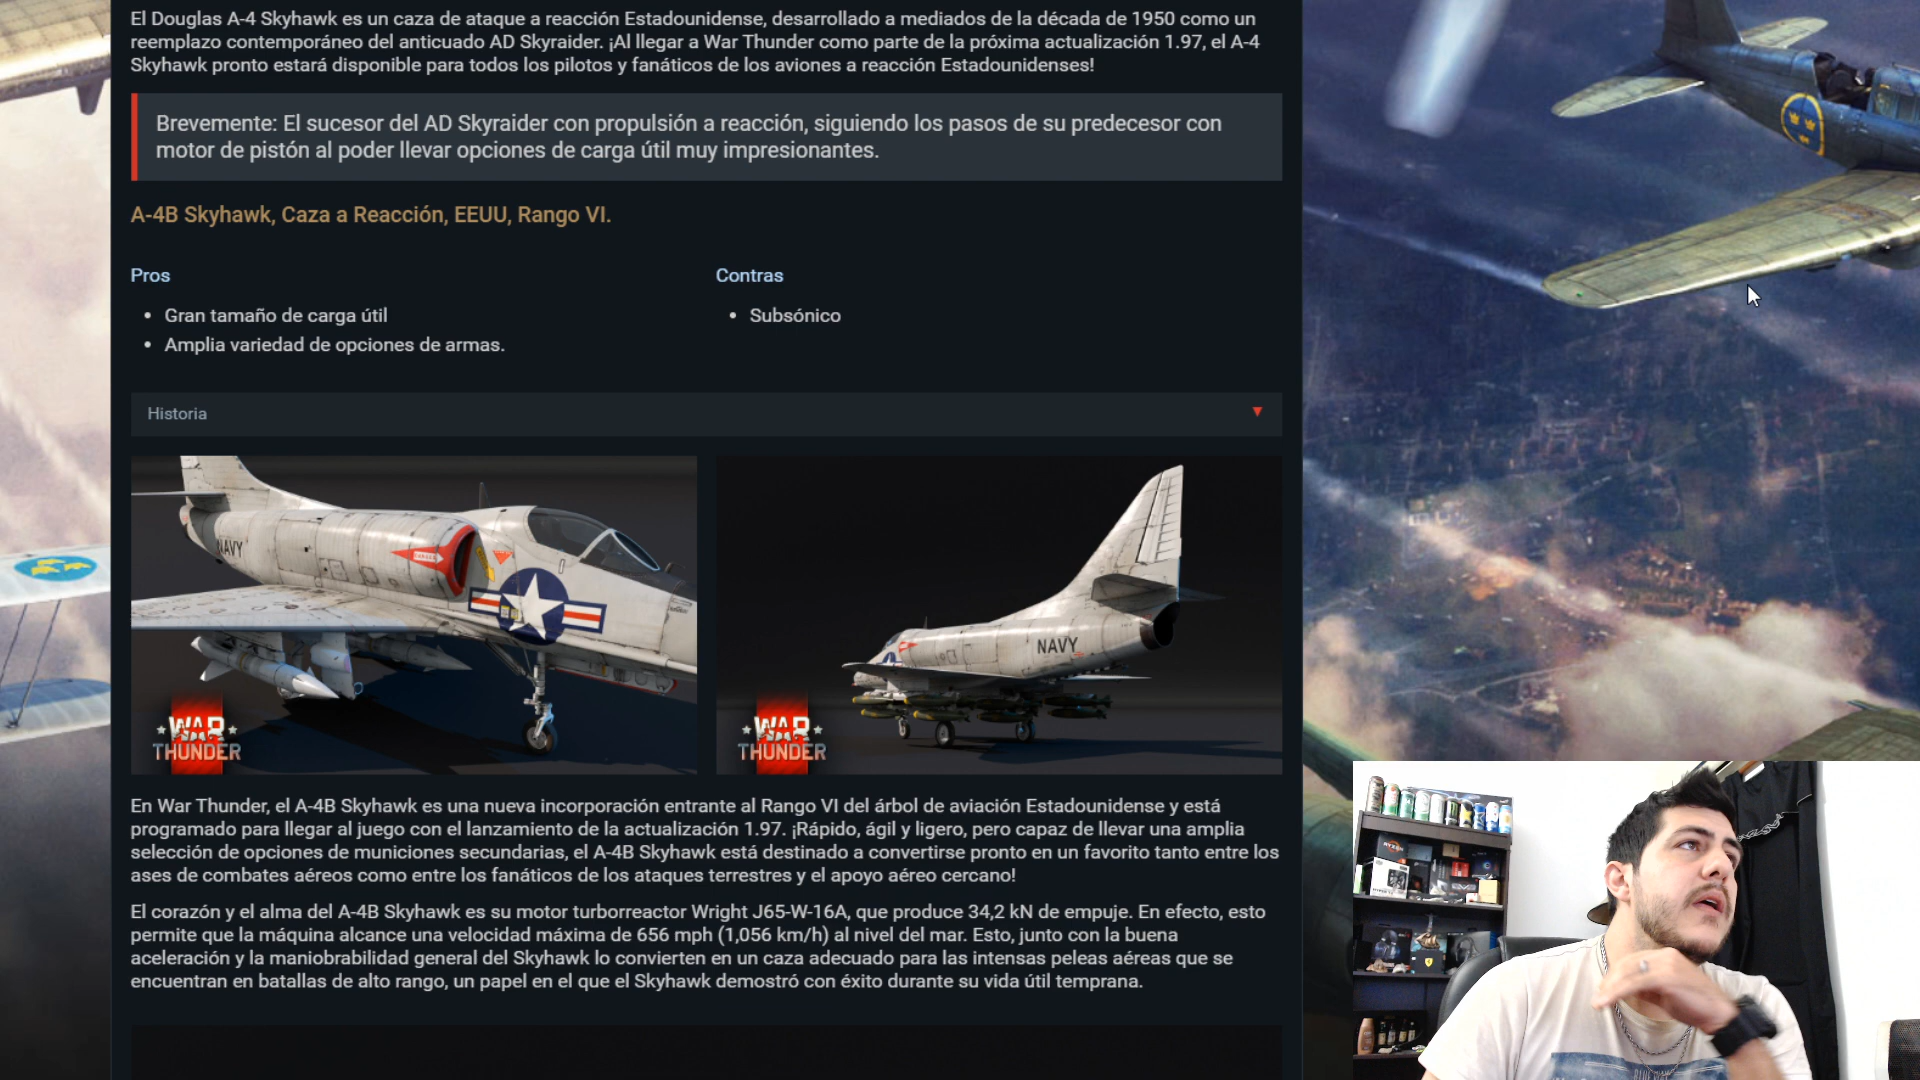 El Douglas A-4 Skyhawk es un caza de ataque a reacción Estadounidense, desarrollado a mediados de la década de 1950 como un
reemplazo contemporáneo del anticuado AD Skyraider. ¡Al llegar a War Thunder como parte de la próxima actualización 1.97, el A-4
Skyhawk pronto estará disponible para todos los pilotos y fanáticos de los aviones a reacción Estadounidenses!
Brevemente: El sucesor del AD Skyraider con propulsión a reacción, siguiendo los pasos de su predecesor con
motor de pistón al poder llevar opciones de carga útil muy impresionantes.
A-4B Skyhawk, Caza a Reacción, EEUU, Rango VI.
Pros
• Gran tamaño de carga útil
• Amplia variedad de opciones de armas.
Contras
• Subsónico
Historia
NAVY
WAR
THUNDER
NAVY
WAR
THUNDER
En War Thunder, el A-4B Skyhawk es una nueva incorporación entrante al Rango VI del árbol de aviación Estadounidense y está
programado para llegar al juego con el lanzamiento de la actualización 1.97. ¡Rápido, ágil y ligero, pero capaz de llevar una amplia
selección de opciones de municiones secundarias, el A-4B Skyhawk está destinado a convertirse pronto en un favorito tanto entre los
ases de combates aéreos como entre los fanáticos de los ataques terrestres y el apoyo aéreo cercano!
El corazón y el alma del A-4B Skyhawk es su motor turborreactor Wright J65-W-16A, que produce 34,2 kN de empuje. En efecto, esto
permite que la máquina alcance una velocidad máxima de 656 mph (1,056 km/h) al nivel del mar. Esto, junto con la buena
aceleración y la maniobrabilidad general del Skyhawk lo convierten en un caza adecuado para las intensas peleas aéreas que se
encuentran en batallas de alto rango, un papel en el que el Skyhawk demostró con éxito durante su vida útil temprana.
RYZEN